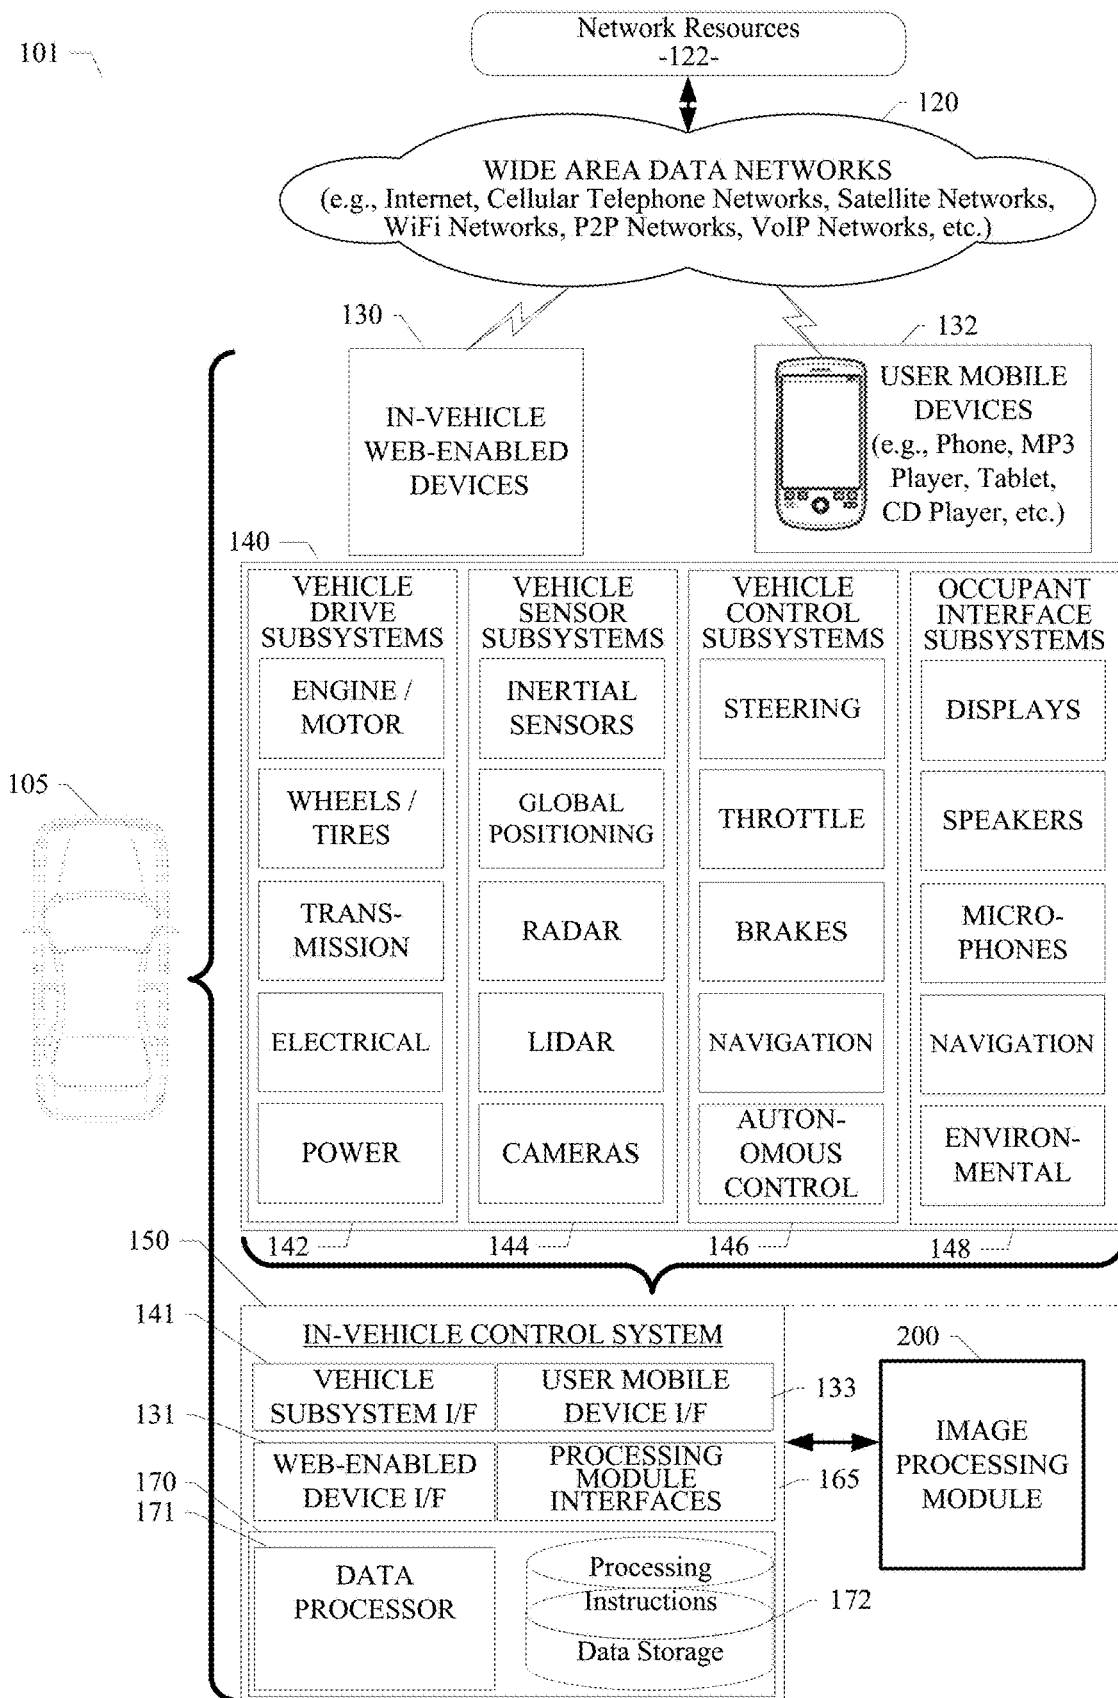 101
Network Resources
-122-
120
WIDE AREA DATA NETWORKS
(e.g., Internet, Cellular Telephone Networks, Satellite Networks,
WiFi Networks, P2P Networks, VoIP Networks, etc.)
130
132
IN-VEHICLE
WEB-ENABLED
DEVICES
USER MOBILE
DEVICES
(e.g., Phone, MP3
Player, Tablet,
CD Player, etc.)
140
VEHICLE
DRIVE
SUBSYSTEMS
ENGINE /
MOTOR
WHEELS /
TIRES
TRANS-
MISSION
ELECTRICAL
POWER
142
VEHICLE
SENSOR
SUBSYSTEMS
INERTIAL
SENSORS
GLOBAL
POSITIONING
RADAR
LIDAR
CAMERAS
144
VEHICLE
CONTROL
SUBSYSTEMS
STEERING
THROTTLE
BRAKES
NAVIGATION
AUTON-
OMOUS
CONTROL
146
OCCUPANT
INTERFACE
SUBSYSTEMS
DISPLAYS
SPEAKERS
MICRO-
PHONES
NAVIGATION
ENVIRON-
MENTAL
148
105
150
IN-VEHICLE CONTROL SYSTEM
141
VEHICLE
SUBSYSTEM I/F
USER MOBILE
DEVICE I/F
133
131
WEB-ENABLED
DEVICE I/F
PROCESSING
MODULE
INTERFACES
165
170
171
DATA
PROCESSOR
Processing
Instructions
Data Storage
172
200
IMAGE
PROCESSING
MODULE